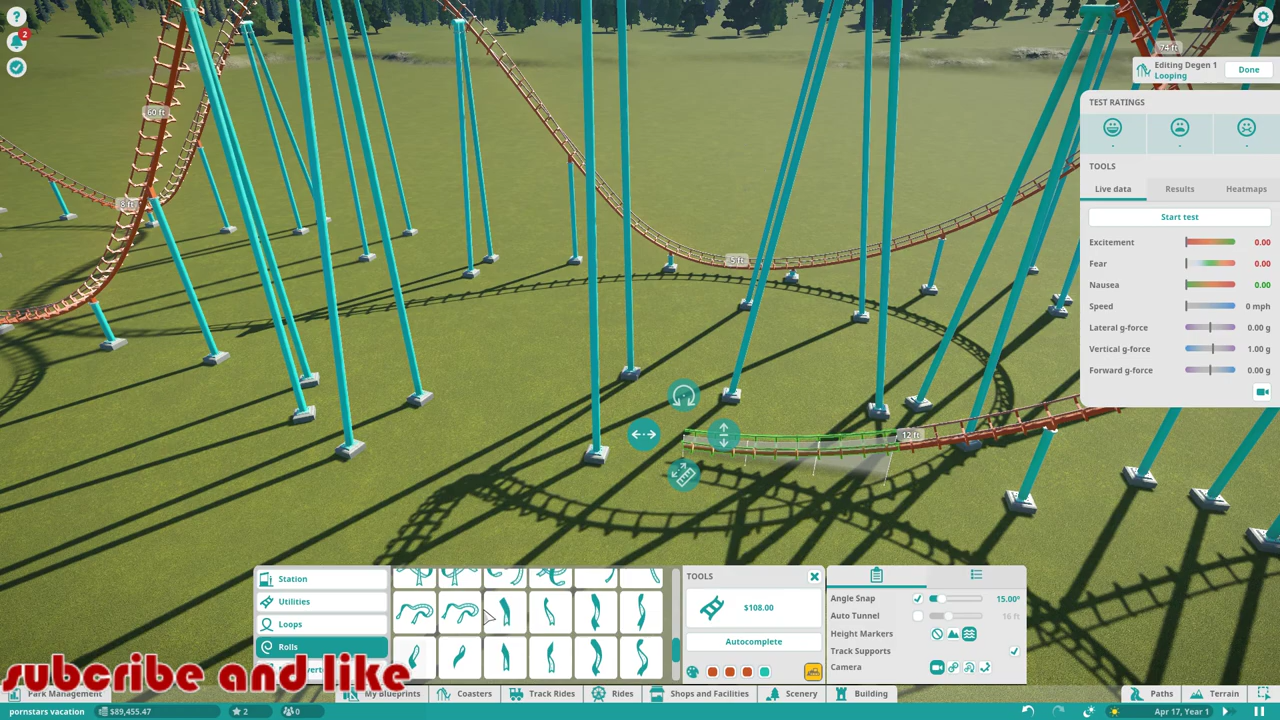 ?
2
60 ft
8 ft
5 ft
12 ft
74 ft
Editing Degen 1
Looping
Done
TEST RATINGS
- - -
TOOLS
Live data Results Heatmaps
Start test
Excitement 0.00
Fear 0.00
Nausea 0.00
Speed 0 mph
Lateral g-force 0.00 g
Vertical g-force 1.00 g
Forward g-force 0.00 g
Station
Utilities
Loops
Rolls
TOOLS
$108.00
Autocomplete
Angle Snap 15.00°
Auto Tunnel 16 ft
Height Markers
Track Supports
Camera
subcribe and like
Park Management My blueprints Coasters Track Rides Rides Shops and Facilities Scenery Building Paths Terrain
pornstars vacation $89,455.47 2 0 Apr 17, Year 1